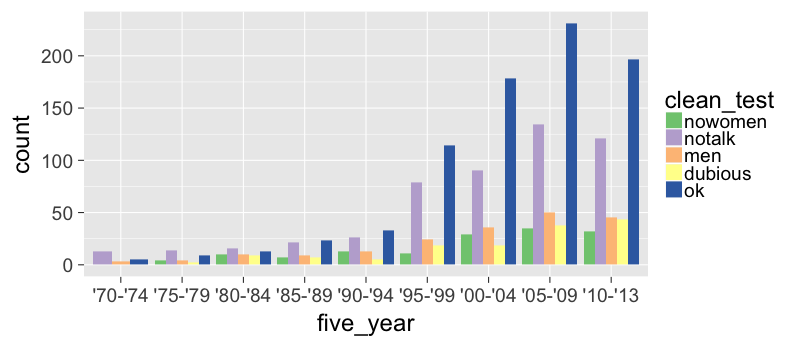 count
200
150
100
50
0
'70-'74 '75-'79 '80-'84 '85-'89 '90-'94 '95-'99 '00-'04 '05-'09 '10-'13
five_year
clean_test
nowomen
notalk
men
dubious
ok